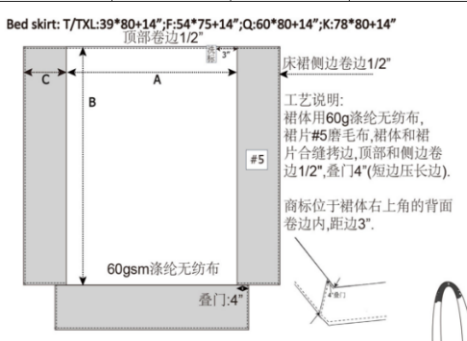 Bed skirt: T/TXL:39*80+14”;F:54*75+14”;Q:60*80+14”;K:78*80+14”
顶部卷边1/2”
洗标
3”
床裙侧边卷边1/2”
C
A
B
工艺说明:
裙体用60g涤纶无纺布,
裙片#5磨毛布,裙体和裙
片合缝拷边,顶部和侧边卷
边1/2”,叠门4”(短边压长边).
#5
商标位于裙体右上角的背面
卷边内,距边3”.
60gsm涤纶无纺布
叠门:4”
4”叠门